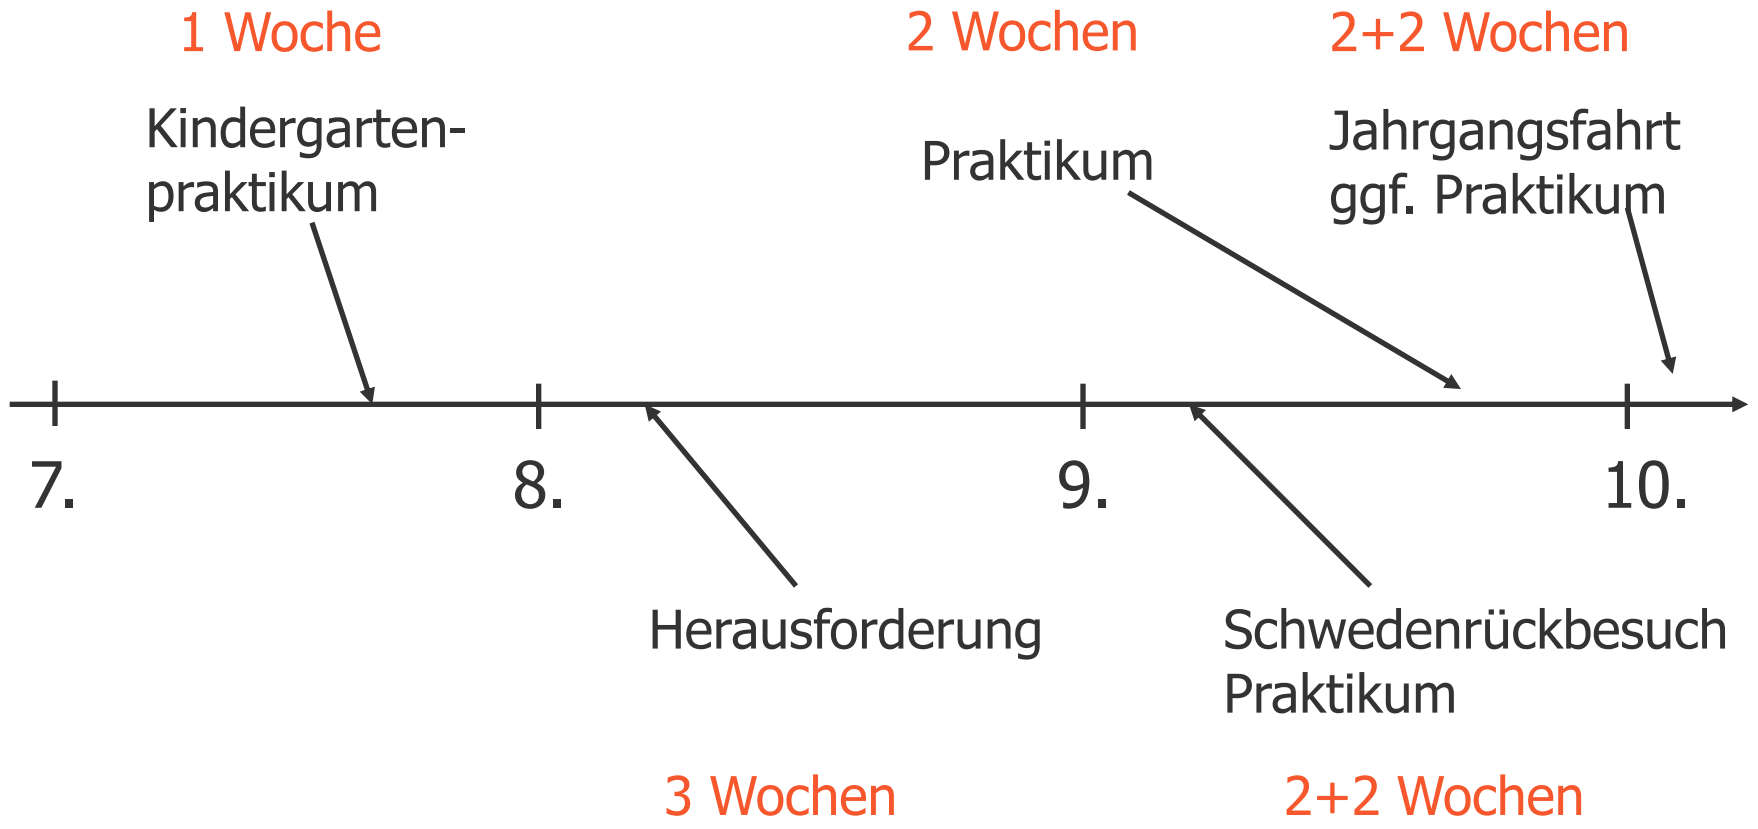 1 Woche
2 Wochen
2+2 Wochen
Kindergarten-
praktikum
Praktikum
Jahrgangsfahrt
ggf. Praktikum
7.
8.
9.
10.
Herausforderung
Schwedenrückbesuch
Praktikum
3 Wochen
2+2 Wochen